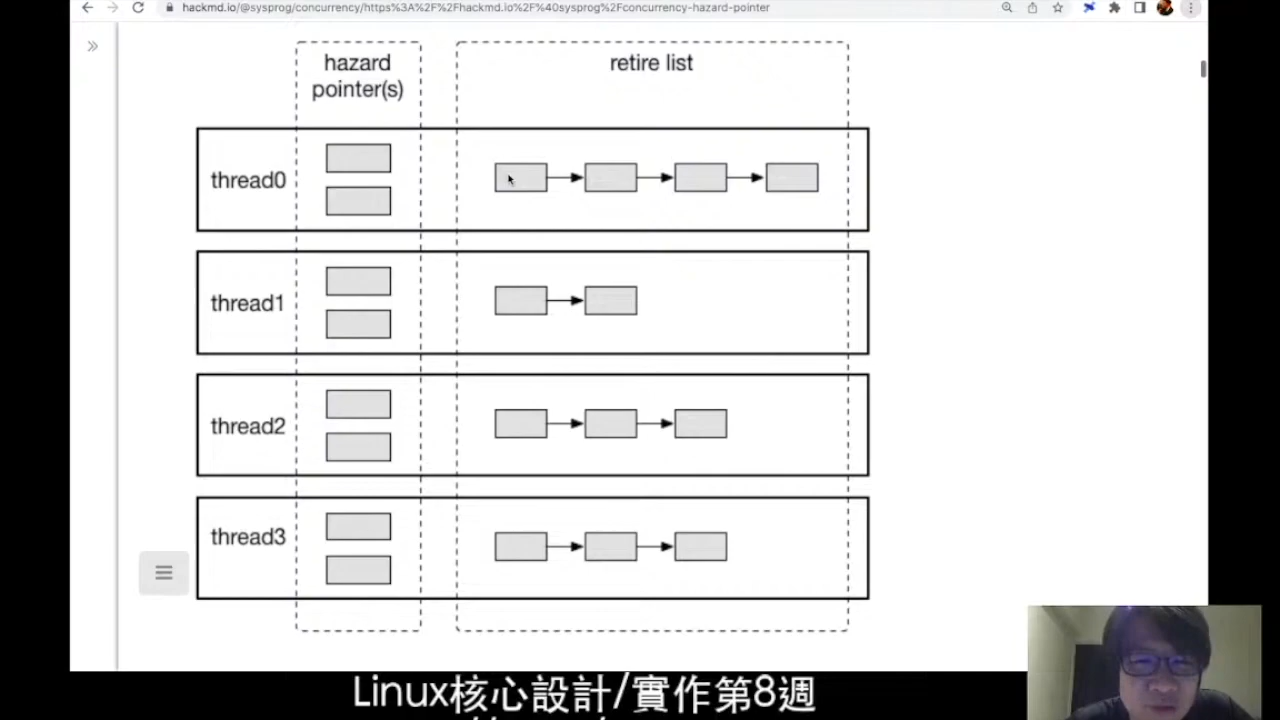 hackmd.io/@sysprog/concurrency/https%3A%2F%2Fhackmd.io%2F%40sysprog%2Fconcurrency-hazard-pointer
hazard
pointer(s)
retire list
thread0
thread1
thread2
thread3
Linux核心設計/實作第8週